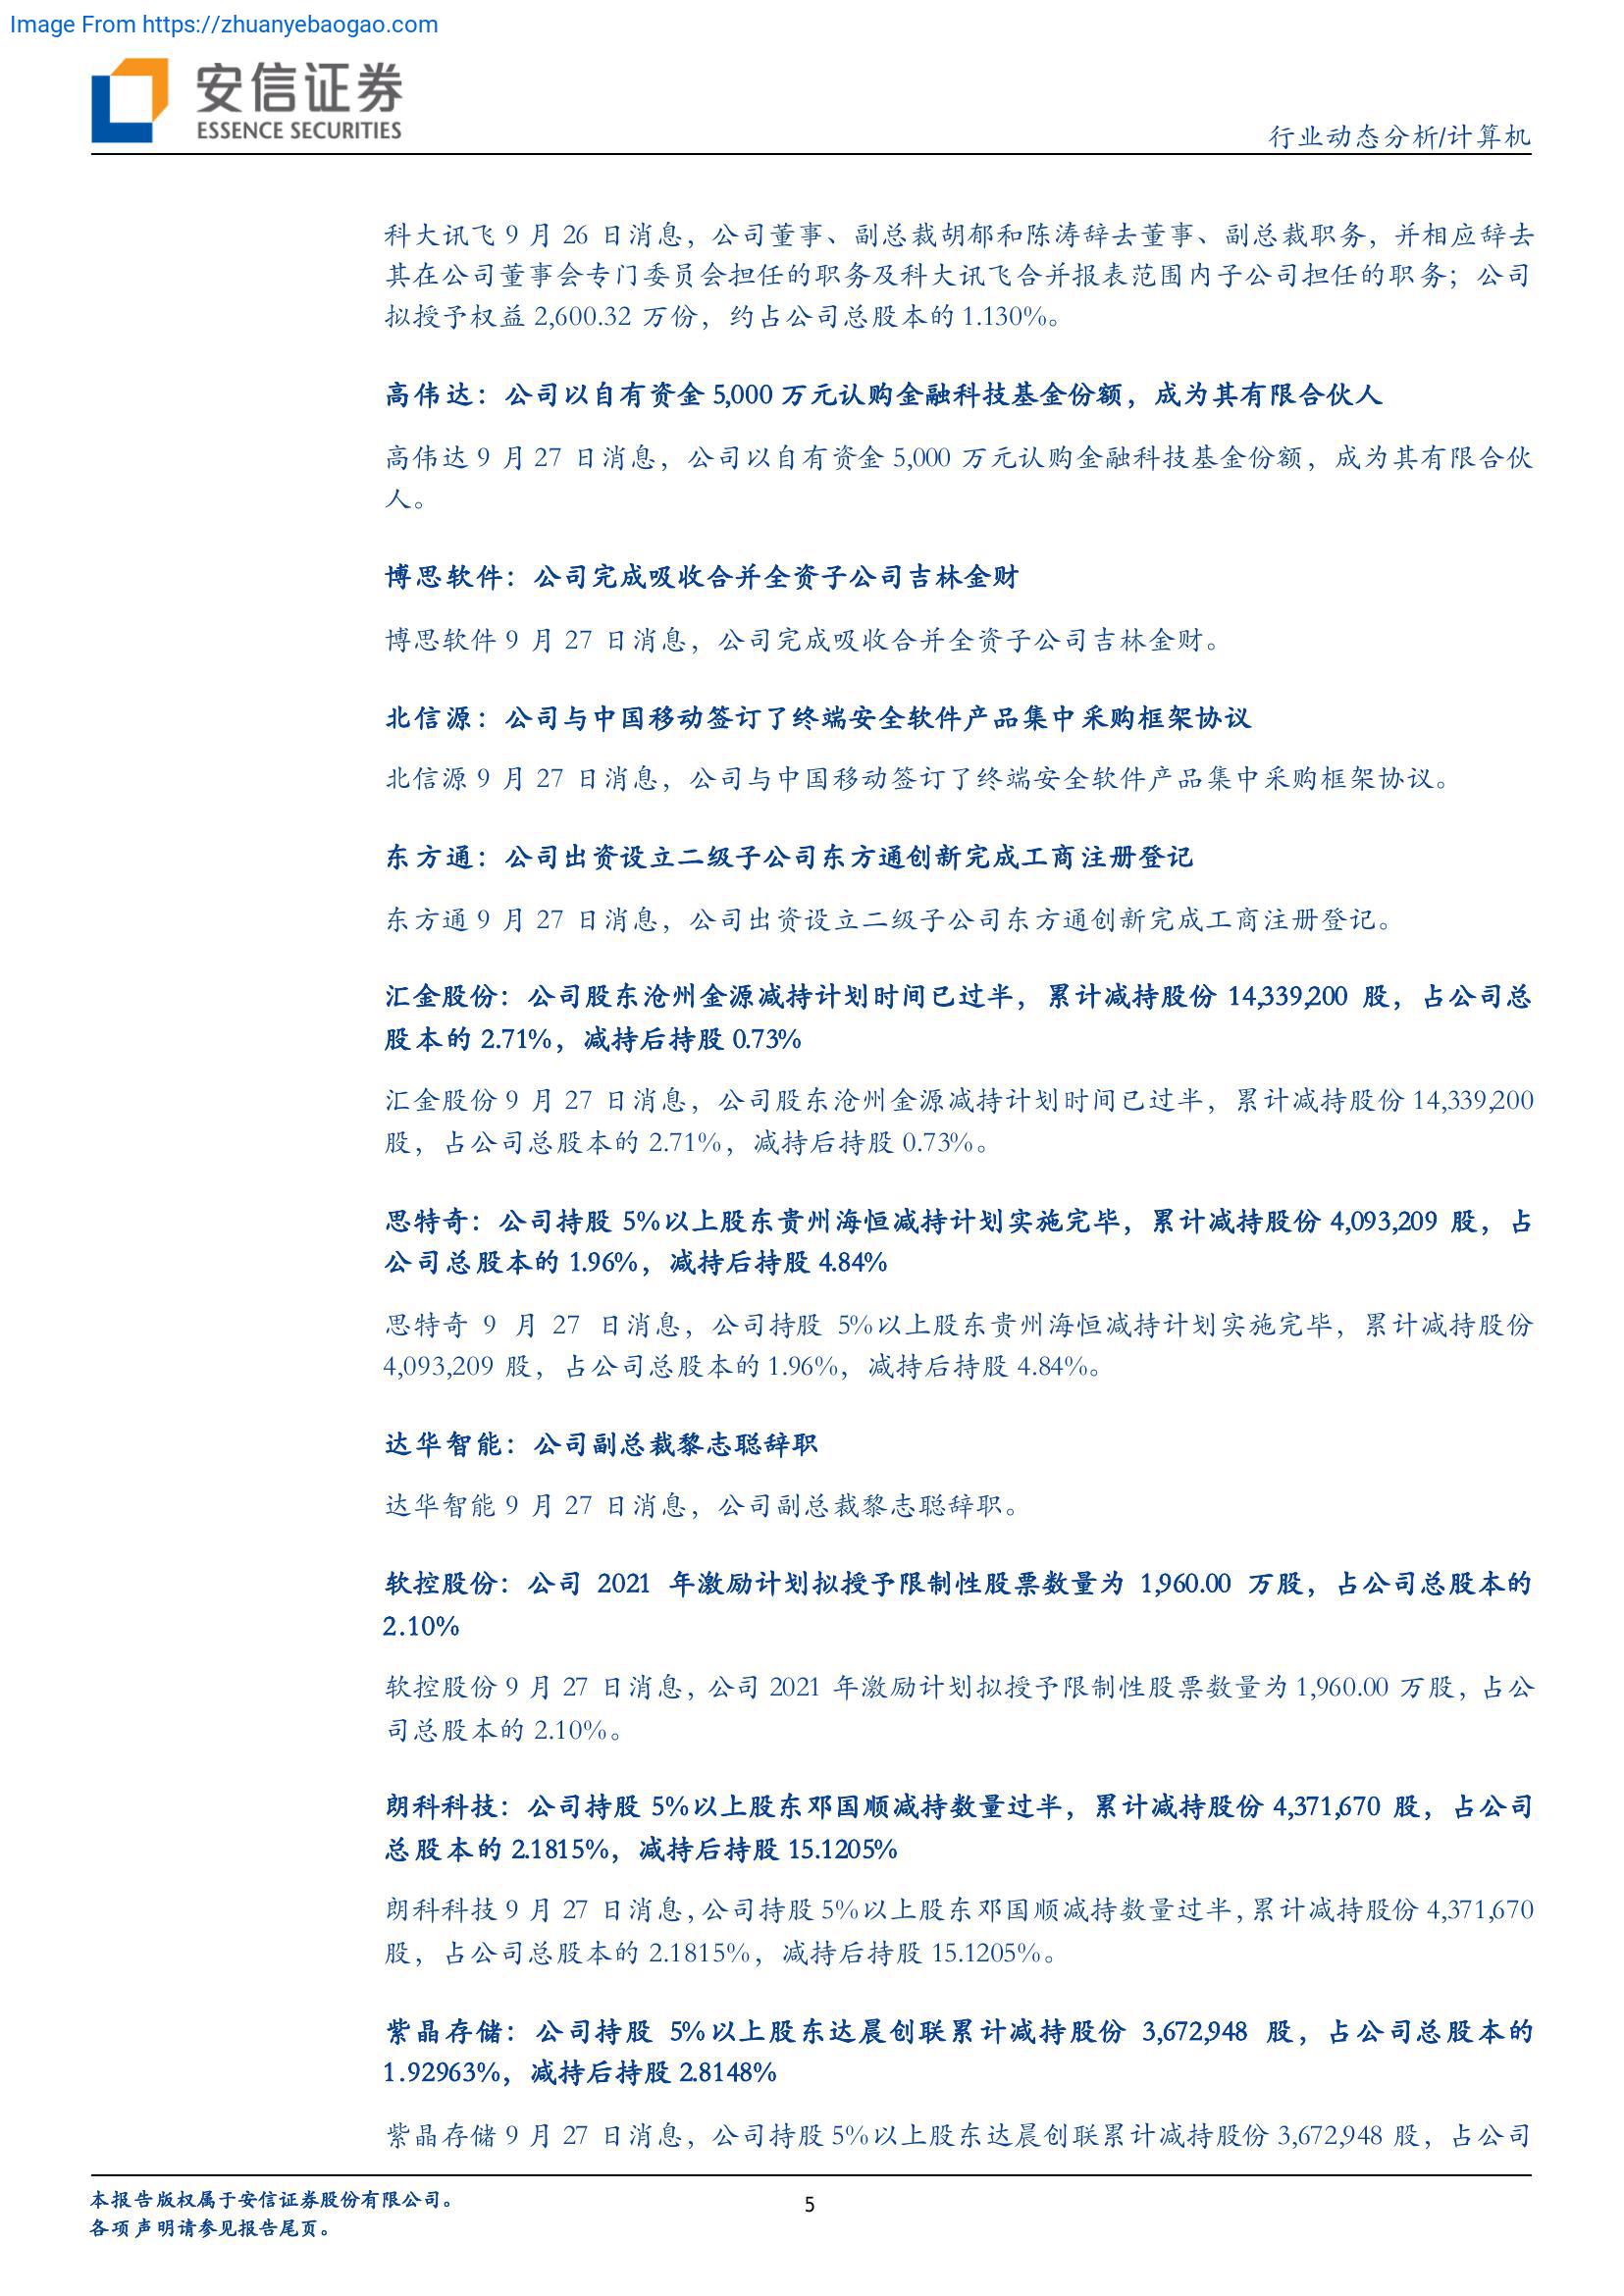 Image From https://zhuanyebaogao.com
安信证券
ESSENCE SECURITIES
行业动态分析/计算机
科大讯飞 9 月 26 日消息，公司董事、副总裁胡郁和陈涛辞去董事、副总裁职务，并相应辞去
其在公司董事会专门委员会担任的职务及科大讯飞合并报表范围内子公司担任的职务；公司
拟授予权益 2,600.32 万份，约占公司总股本的 1.130%。
高伟达：公司以自有资金 5,000 万元认购金融科技基金份额，成为其有限合伙人
高伟达 9 月 27 日消息，公司以自有资金 5,000 万元认购金融科技基金份额，成为其有限合伙
人。
博思软件：公司完成吸收合并全资子公司吉林金财
博思软件 9 月 27 日消息，公司完成吸收合并全资子公司吉林金财。
北信源：公司与中国移动签订了终端安全软件产品集中采购框架协议
北信源 9 月 27 日消息，公司与中国移动签订了终端安全软件产品集中采购框架协议。
东方通：公司出资设立二级子公司东方通创新完成工商注册登记
东方通 9 月 27 日消息，公司出资设立二级子公司东方通创新完成工商注册登记。
汇金股份：公司股东沧州金源减持计划时间已过半，累计减持股份 14,339,200 股，占公司总
股本的 2.71%，减持后持股 0.73%
汇金股份 9 月 27 日消息，公司股东沧州金源减持计划时间已过半，累计减持股份 14,339,200
股，占公司总股本的 2.71%，减持后持股 0.73%。
思特奇：公司持股 5%以上股东贵州海恒减持计划实施完毕，累计减持股份 4,093,209 股，占
公司总股本的 1.96%，减持后持股 4.84%
思特奇 9 月 27 日消息，公司持股 5%以上股东贵州海恒减持计划实施完毕，累计减持股份
4,093,209 股，占公司总股本的 1.96%，减持后持股 4.84%。
达华智能：公司副总裁黎志聪辞职
达华智能 9 月 27 日消息，公司副总裁黎志聪辞职。
软控股份：公司 2021 年激励计划拟授予限制性股票数量为 1,960.00 万股，占公司总股本的
2.10%
软控股份 9 月 27 日消息，公司 2021 年激励计划拟授予限制性股票数量为 1,960.00 万股，占公
司总股本的 2.10%。
朗科科技：公司持股 5%以上股东邓国顺减持数量过半，累计减持股份 4,371,670 股，占公司
总股本的 2.1815%，减持后持股 15.1205%
朗科科技 9 月 27 日消息，公司持股 5%以上股东邓国顺减持数量过半，累计减持股份 4,371,670
股，占公司总股本的 2.1815%，减持后持股 15.1205%。
紫晶存储：公司持股 5%以上股东达晨创联累计减持股份 3,672,948 股，占公司总股本的
1.92963%，减持后持股 2.8148%
紫晶存储 9 月 27 日消息，公司持股 5%以上股东达晨创联累计减持股份 3,672,948 股，占公司
本报告版权属于安信证券股份有限公司。
各项声明请参见报告尾页。
5